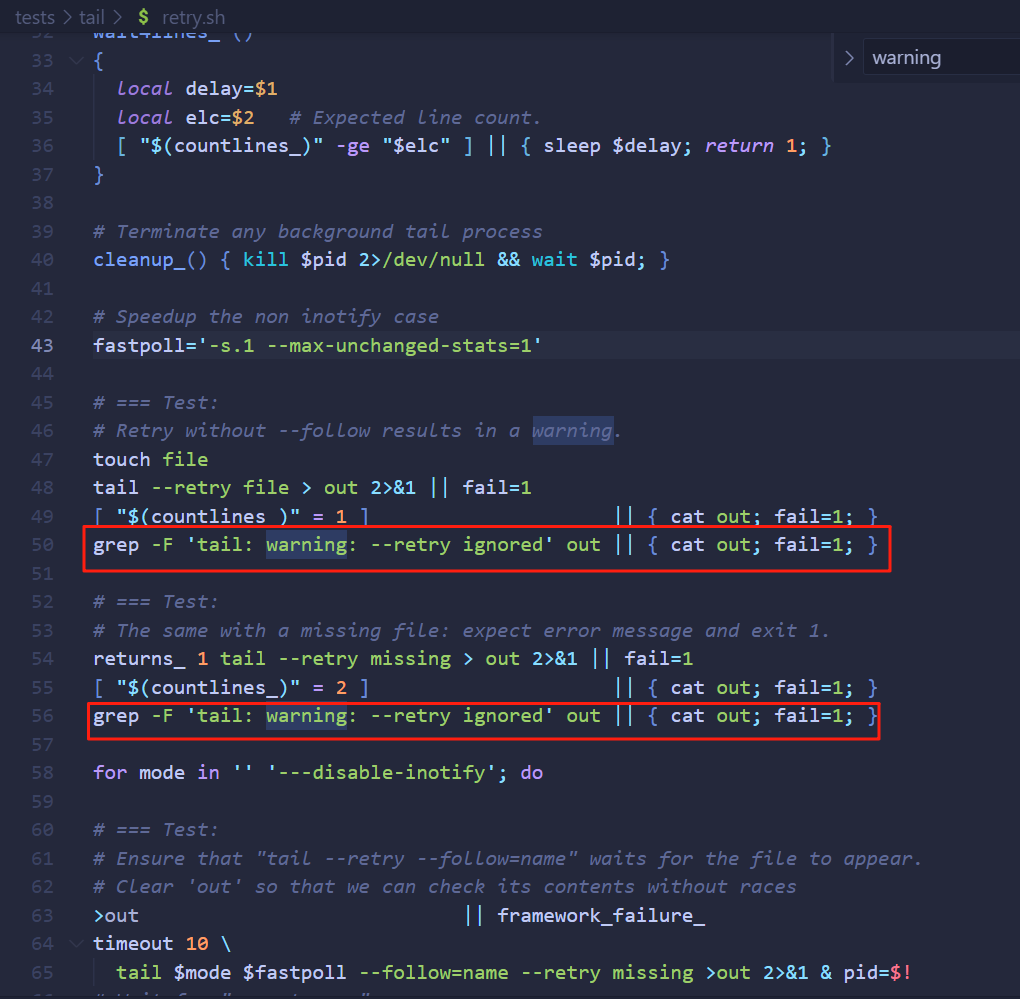 tests > tail > $ retry.sh
32 wait4lines_ ()
33 {
warning
34 local delay=$1
35 local elc=$2 # Expected line count.
36 [ "$(countlines_)" -ge "$elc" ] || { sleep $delay; return 1; }
37 }
38
39 # Terminate any background tail process
40 cleanup_() { kill $pid 2>/dev/null && wait $pid; }
41
42 # Speedup the non inotify case
43 fastpoll='-s.1 --max-unchanged-stats=1'
44
45 # === Test:
46 # Retry without --follow results in a warning.
47 touch file
48 tail --retry file > out 2>&1 || fail=1
49 [ "$(countlines_)" = 1 ] || { cat out; fail=1; }
50 grep -F 'tail: warning: --retry ignored' out || { cat out; fail=1; }
51
52 # === Test:
53 # The same with a missing file: expect error message and exit 1.
54 returns_ 1 tail --retry missing > out 2>&1 || fail=1
55 [ "$(countlines_)" = 2 ] || { cat out; fail=1; }
56 grep -F 'tail: warning: --retry ignored' out || { cat out; fail=1; }
57
58 for mode in '' '---disable-inotify'; do
59
60 # === Test:
61 # Ensure that "tail --retry --follow=name" waits for the file to appear.
62 # Clear 'out' so that we can check its contents without races
63 >out || framework_failure_
64 timeout 10 \
65 tail $mode $fastpoll --follow=name --retry missing >out 2>&1 & pid=$!